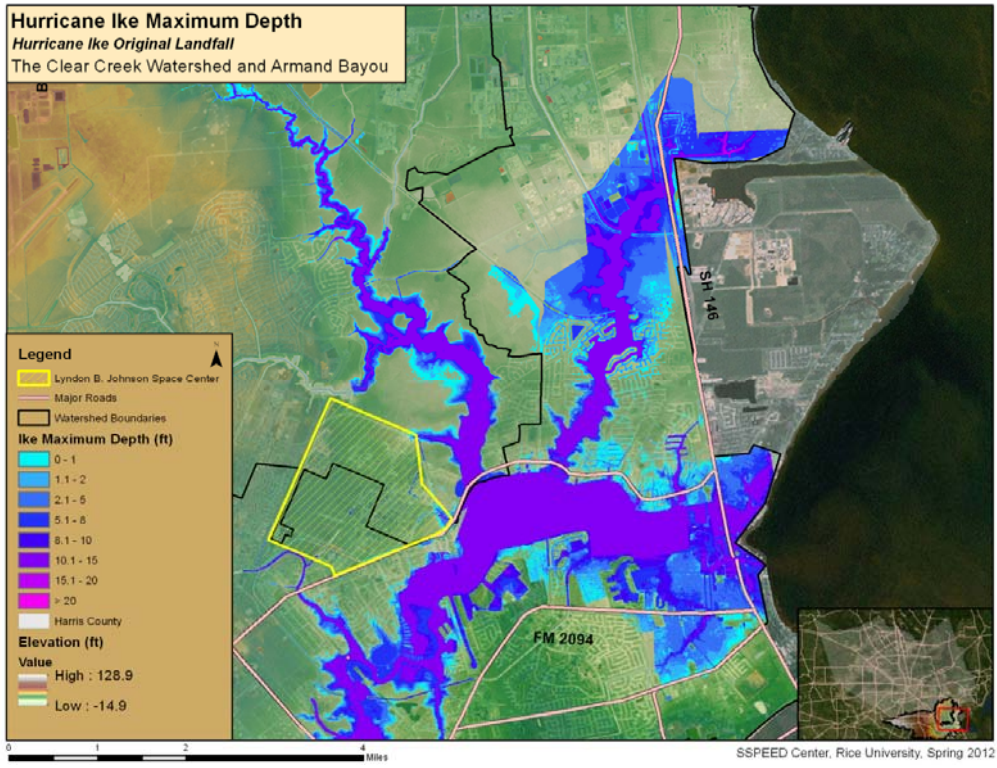 Hurricane Ike Maximum Depth
Hurricane Ike Original Landfall
The Clear Creek Watershed and Armand Bayou
B
SH 146
FM 2094
Legend
N
Lyndon B. Johnson Space Center
Major Roads
Watershed Boundaries
Ike Maximum Depth (ft)
0 - 1
1.1 - 2
2.1 - 5
5.1 - 8
8.1 - 10
10.1 - 15
15.1 - 20
> 20
Harris County
Elevation (ft)
Value
High : 128.9
Low : -14.9
0 1 2 4
Miles
SSPEED Center, Rice University, Spring 2012